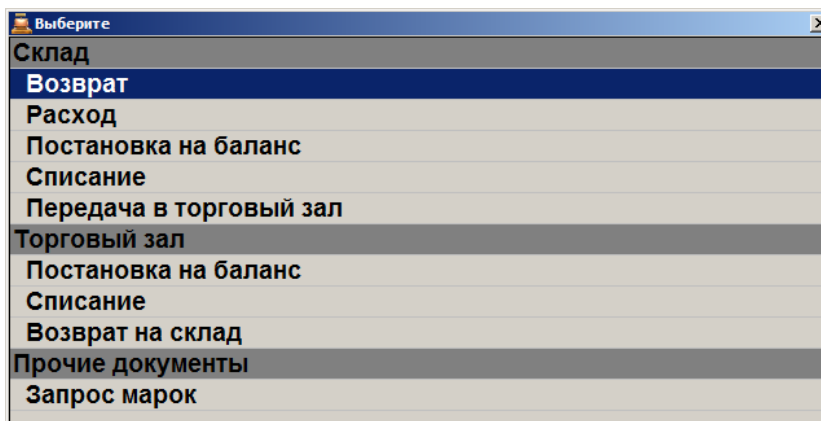 Выберите
Склад
Возврат
Расход
Постановка на баланс
Списание
Передача в торговый зал
Торговый зал
Постановка на баланс
Списание
Возврат на склад
Прочие документы
Запрос марок